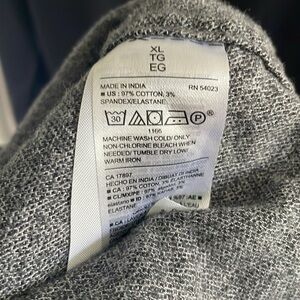 XL
TG
EG
MADE IN INDIA RN 54023
■ US : 97% COTTON, 3%
SPANDEX/ELASTANE
30 P
1166
MACHINE WASH COLD/ ONLY
NON-CHLORINE BLEACH WHEN
NEEDED/ TUMBLE DRY LOW/
WARM IRON
CA 17897
HECHO EN INDIA /
■ CA : 97% COTON, 3%
ELASTANE